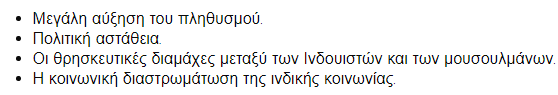 • Μεγάλη αύξηση του πληθυσμού.
• Πολιτική αστάθεια.
• Οι θρησκευτικές διαμάχες μεταξύ των Ινδουιστών και των μουσουλμάνων.
• Η κοινωνική διαστρωμάτωση της ινδικής κοινωνίας.